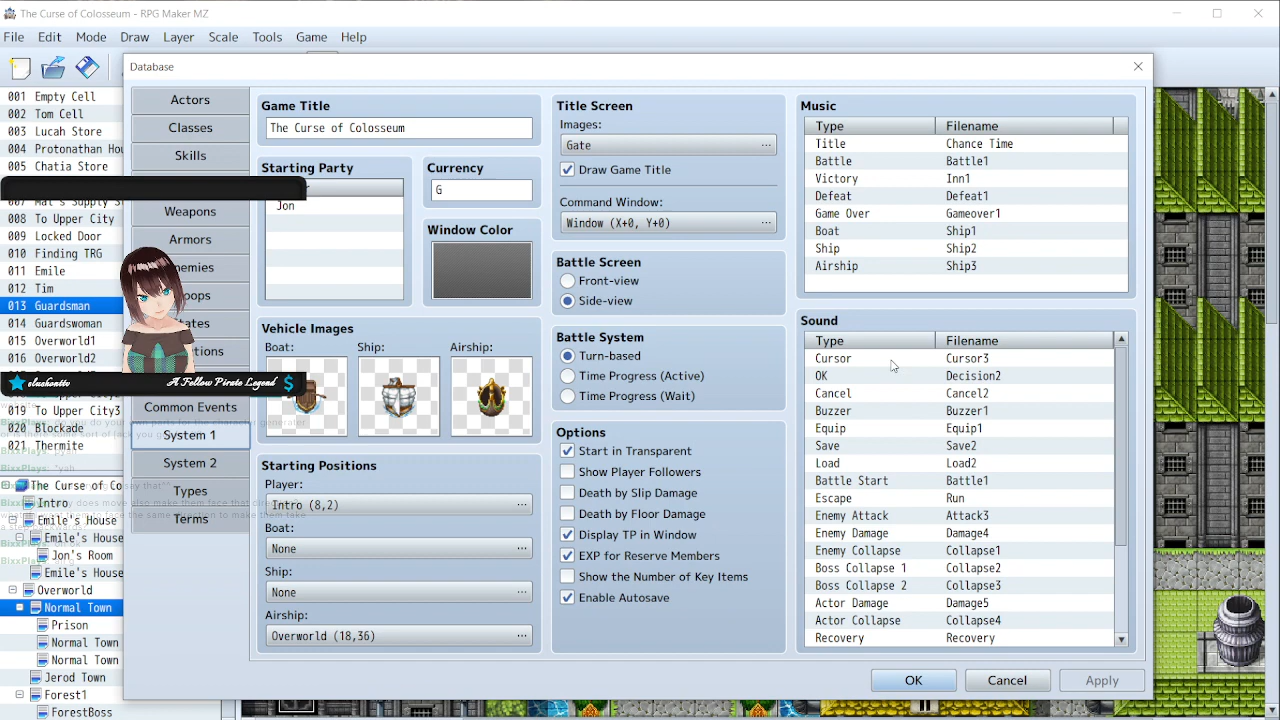 The Curse of Colosseum - RPG Maker MZ
File Edit Mode Draw Layer Scale Tools Game Help
Database
001 Empty Cell
002 Tom Cell
003 Lucah Store
004 Protonathan Hou
005 Chatia Store
008 To Upper City
009 Locked Door
010 Finding TRG
011 Emile
012 Tim
013 Guardsman
014 Guardswoman
015 Overworld1
016 Overworld2
slushontv
A Follow Pirate Legend $
019 To Upper City3
020 Blockade
021 Thermite
The Curse of Co
Intro
Emile's House
Emile's House
Jon's Room
Emile's House
Overworld
Normal Town
Prison
Normal Town
Normal Town
Jerod Town
Forest1
ForestBoss
Actors
Classes
Skills
Weapons
Armors
Common Events
System 1
System 2
Types
Terms
Game Title
The Curse of Colosseum
Starting Party
Jon
Currency
G
Window Color
Vehicle Images
Boat: Ship: Airship:
Starting Positions
Player:
Intro (8,2) ...
Boat:
None ...
Ship:
None ...
Airship:
Overworld (18,36) ...
Title Screen
Images:
Gate ...
Draw Game Title
Command Window:
Window (X+0, Y+0) ...
Battle Screen
Front-view
Side-view
Battle System
Turn-based
Time Progress (Active)
Time Progress (Wait)
Options
Start in Transparent
Show Player Followers
Death by Slip Damage
Death by Floor Damage
Display TP in Window
EXP for Reserve Members
Show the Number of Key Items
Enable Autosave
Music
Type Filename
Title Chance Time
Battle Battle1
Victory Inn1
Defeat Defeat1
Game Over Gameover1
Boat Ship1
Ship Ship2
Airship Ship3
Sound
Type Filename
Cursor Cursor3
OK Decision2
Cancel Cancel2
Buzzer Buzzer1
Equip Equip1
Save Save2
Load Load2
Battle Start Battle1
Escape Run
Enemy Attack Attack3
Enemy Damage Damage4
Enemy Collapse Collapse1
Boss Collapse 1 Collapse2
Boss Collapse 2 Collapse3
Actor Damage Damage5
Actor Collapse Collapse4
Recovery Recovery
OK Cancel Apply